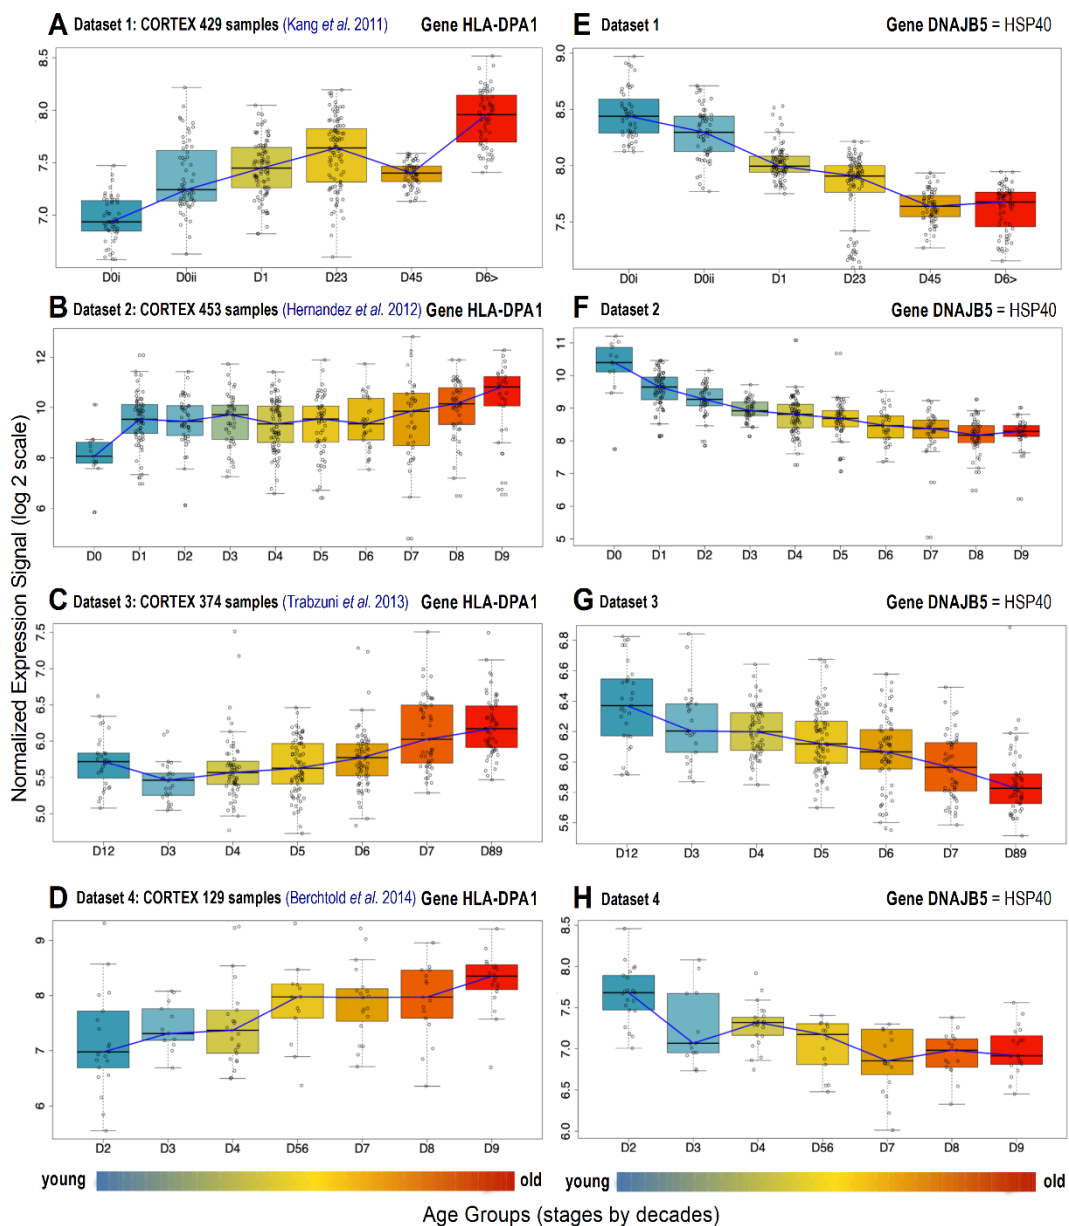 A Dataset 1: CORTEX 429 samples (Kang et al. 2011) Gene HLA-DPA1
8.5
8.0
7.5
7.0
D0i D0ii D1 D23 D45 D6>
E Dataset 1 Gene DNAJB5 = HSP40
9.0
8.5
8.0
7.5
D0i D0ii D1 D23 D45 D6>
B Dataset 2: CORTEX 453 samples (Hernandez et al. 2012) Gene HLA-DPA1
12
10
8
6
D0 D1 D2 D3 D4 D5 D6 D7 D8 D9
F Dataset 2 Gene DNAJB5 = HSP40
11
10
9
8
7
6
5
D0 D1 D2 D3 D4 D5 D6 D7 D8 D9
Normalized Expression Signal (log 2 scale)
C Dataset 3: CORTEX 374 samples (Trabzuni et al. 2013) Gene HLA-DPA1
7.5
7.0
6.5
6.0
5.5
5.0
D12 D3 D4 D5 D6 D7 D89
G Dataset 3 Gene DNAJB5 = HSP40
6.8
6.6
6.4
6.2
6.0
5.8
5.6
D12 D3 D4 D5 D6 D7 D89
D Dataset 4: CORTEX 129 samples (Berchtold et al. 2014) Gene HLA-DPA1
9
8
7
6
D2 D3 D4 D56 D7 D8 D9
H Dataset 4 Gene DNAJB5 = HSP40
8.5
8.0
7.5
7.0
6.5
6.0
D2 D3 D4 D56 D7 D8 D9
young old
young old
Age Groups (stages by decades)